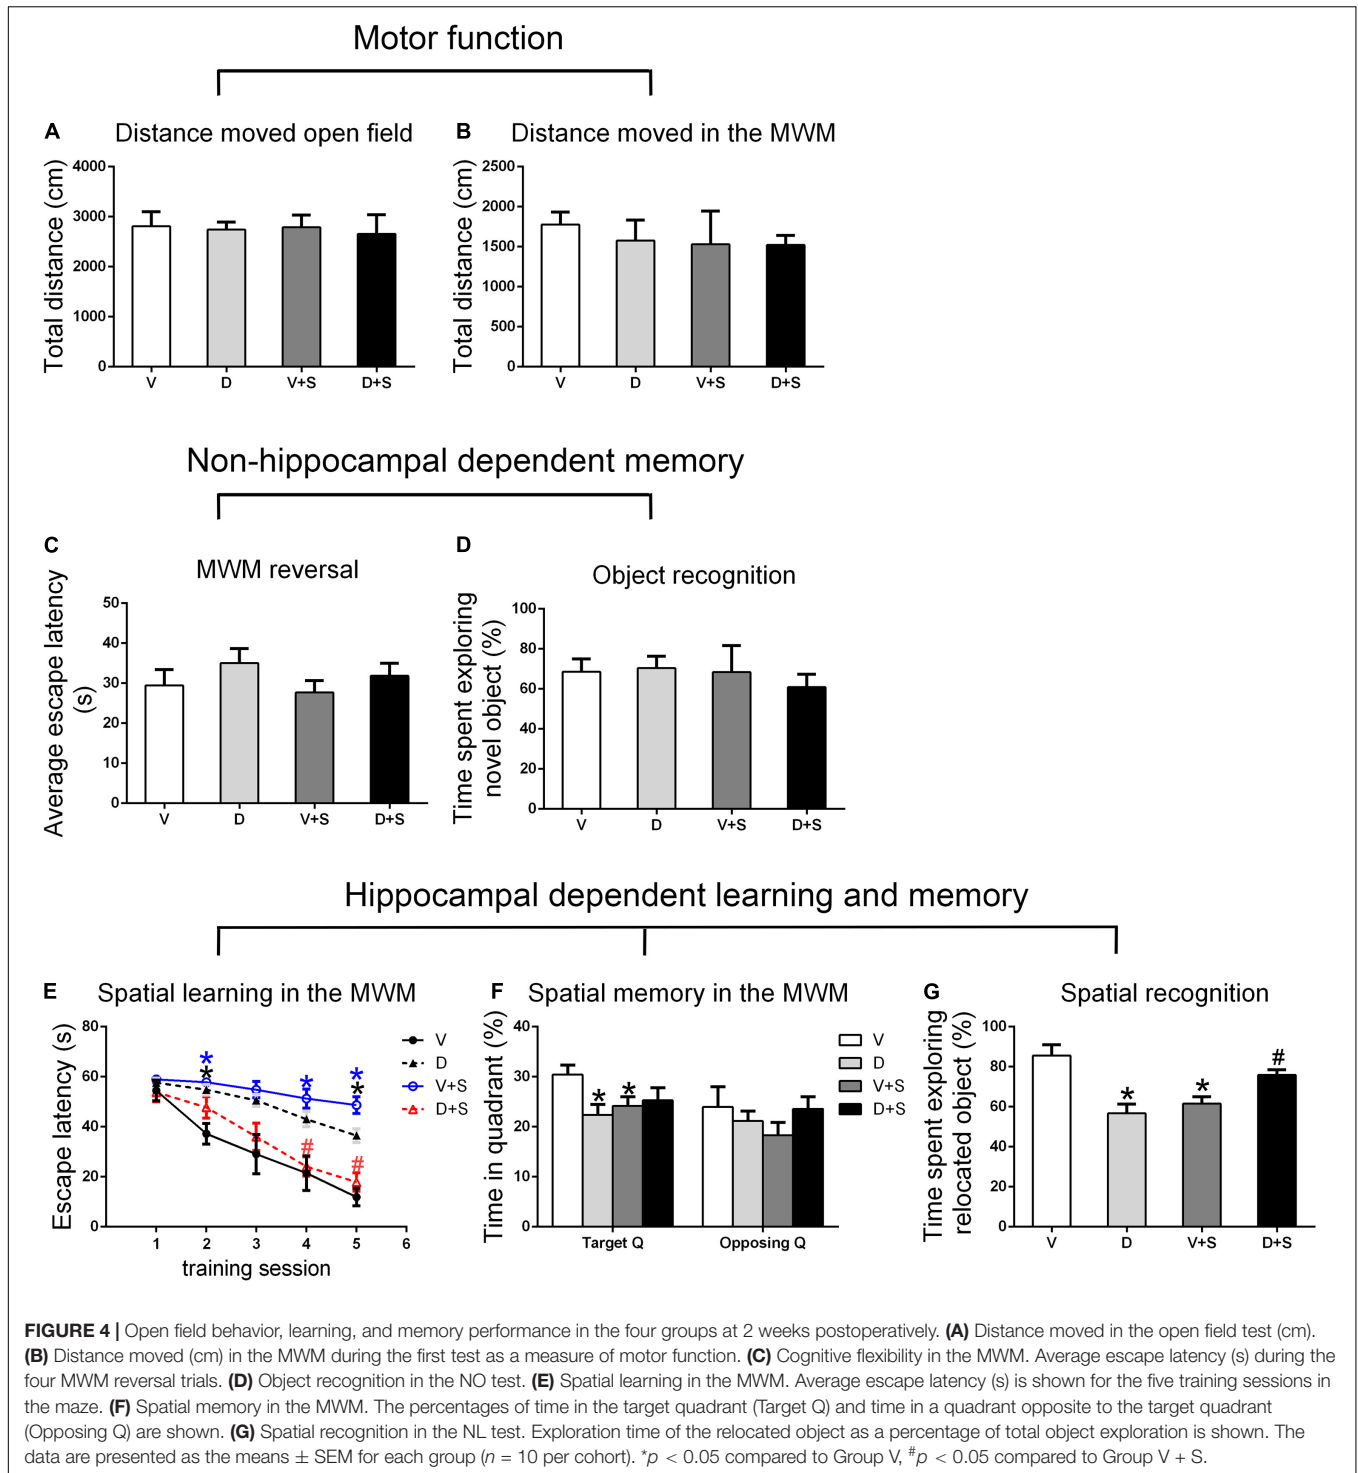 Motor function
A
Distance moved open field
Total distance (cm)
4000
3000
2000
1000
0
V
D
V+S
D+S
B
Distance moved in the MWM
Total distance (cm)
2500
2000
1500
1000
500
0
V
D
V+S
D+S
Non-hippocampal dependent memory
C
MWM reversal
Average escape latency
(s)
50
40
30
20
10
0
V
D
V+S
D+S
D
Object recognition
Time spent exploring
novel object (%)
100
80
60
40
20
0
V
D
V+S
D+S
Hippocampal dependent learning and memory
E
Spatial learning in the MWM
Escape latency (s)
80
60
40
20
0
*
*
*
*
*
#
#
V
D
V+S
D+S
1
2
3
4
5
6
training session
F
Spatial memory in the MWM
Time in quadrant (%)
40
30
20
10
0
*
*
V
D
V+S
D+S
Target Q
Opposing Q
G
Spatial recognition
Time spent exploring
relocated object (%)
100
80
60
40
20
0
*
*
#
V
D
V+S
D+S
FIGURE 4 | Open field behavior, learning, and memory performance in the four groups at 2 weeks postoperatively. (A) Distance moved in the open field test (cm).
(B) Distance moved (cm) in the MWM during the first test as a measure of motor function. (C) Cognitive flexibility in the MWM. Average escape latency (s) during the
four MWM reversal trials. (D) Object recognition in the NO test. (E) Spatial learning in the MWM. Average escape latency (s) is shown for the five training sessions in
the maze. (F) Spatial memory in the MWM. The percentages of time in the target quadrant (Target Q) and time in a quadrant opposite to the target quadrant
(Opposing Q) are shown. (G) Spatial recognition in the NL test. Exploration time of the relocated object as a percentage of total object exploration is shown. The
data are presented as the means ± SEM for each group (n = 10 per cohort). *p < 0.05 compared to Group V, #p < 0.05 compared to Group V + S.